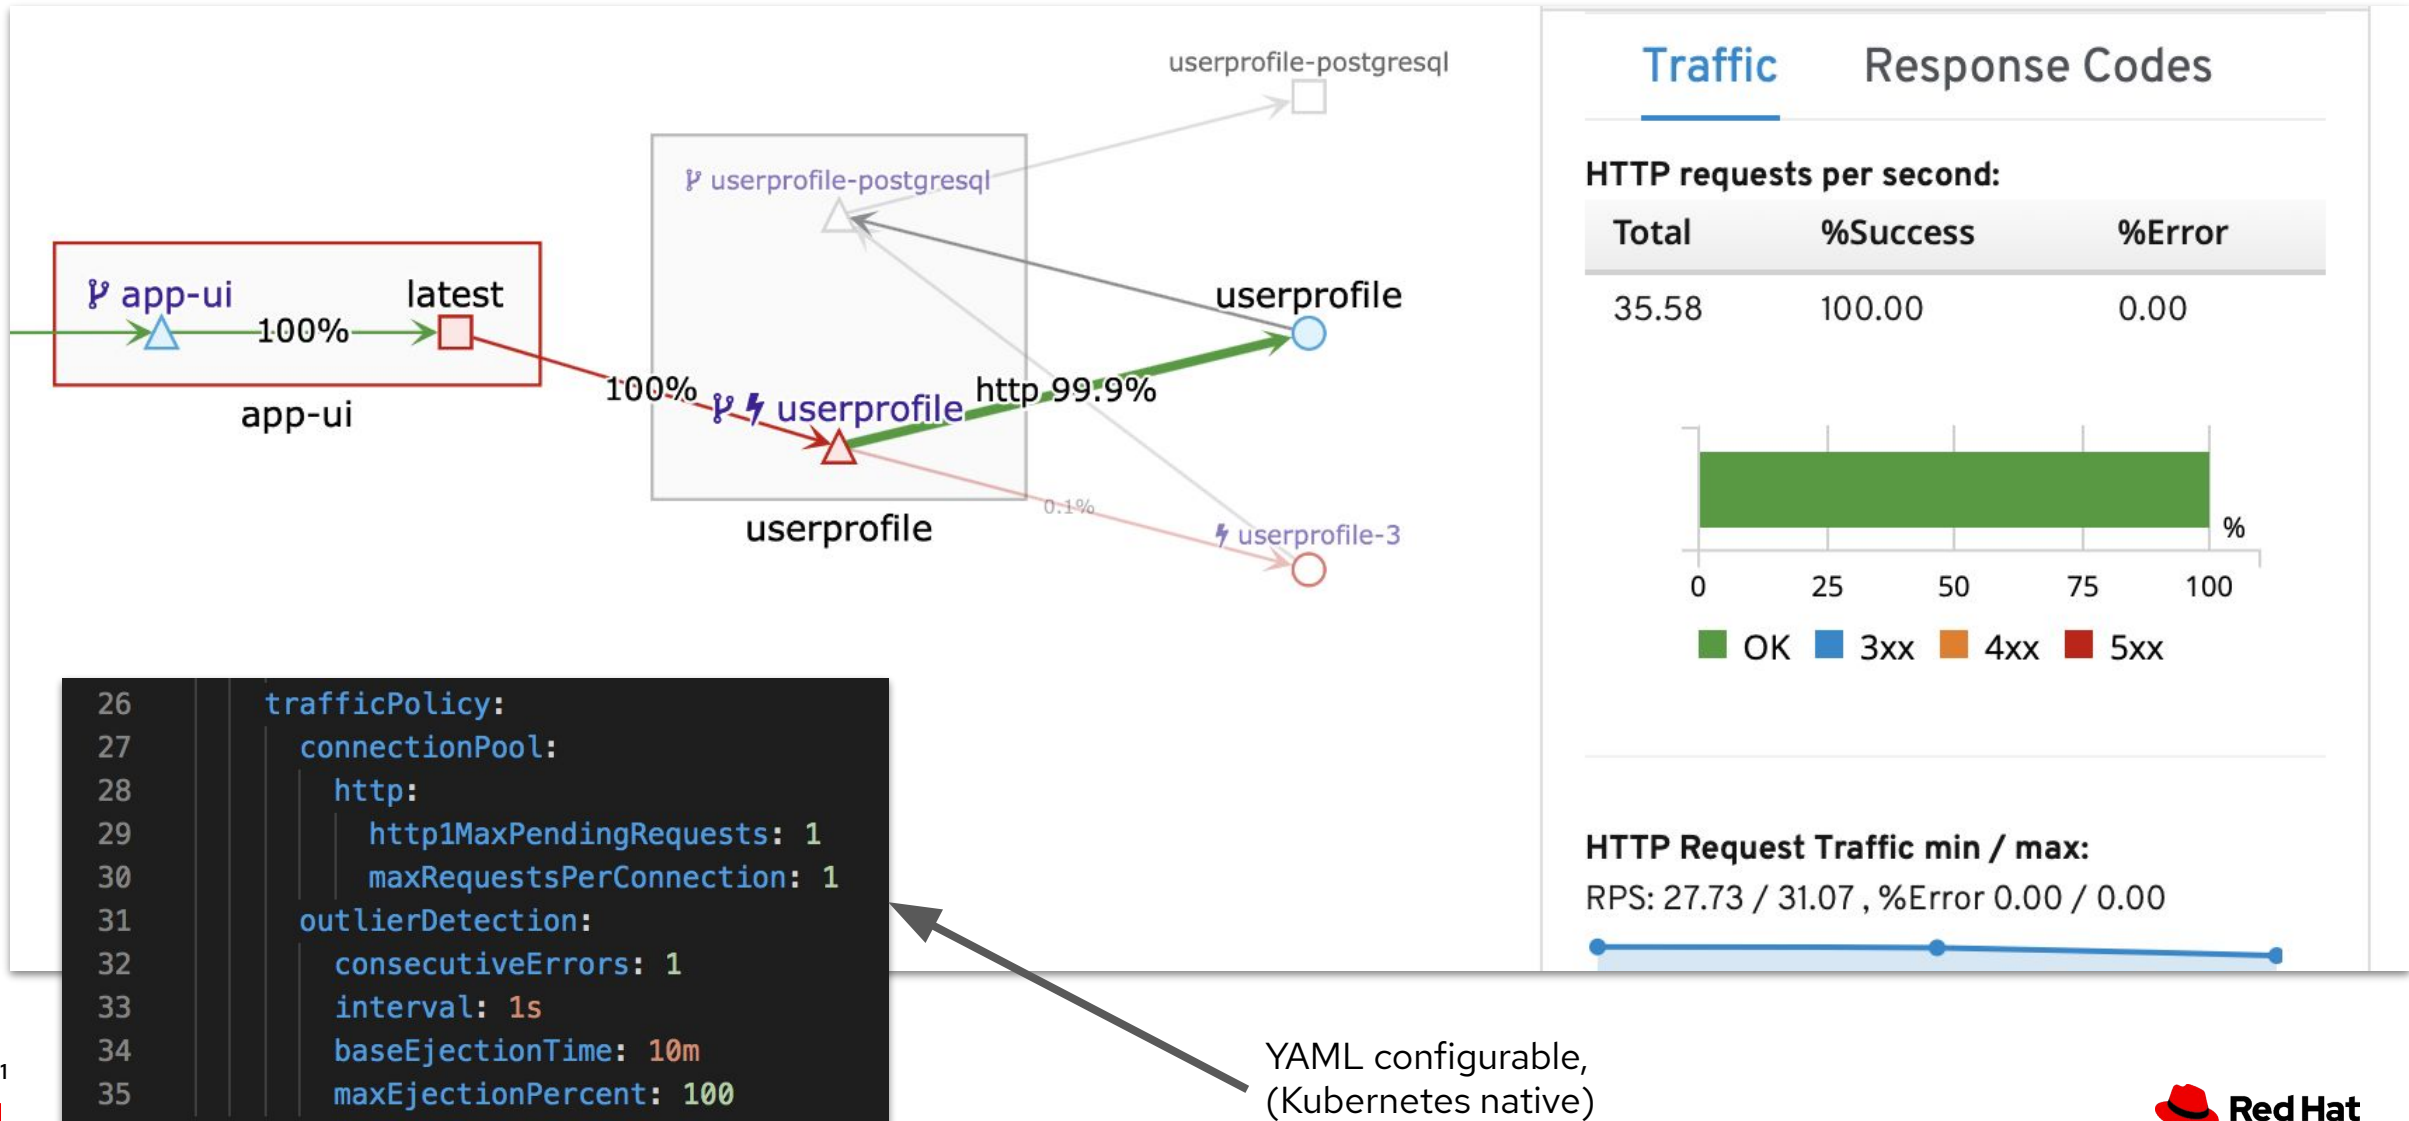 userprofile-postgresql
userprofile-postgresql
app-ui
latest
100%
app-ui
100%
userprofile
http 99.9%
userprofile
userprofile
0.1%
userprofile-3
Traffic Response Codes
HTTP requests per second:
Total %Success %Error
35.58 100.00 0.00
%
0 25 50 75 100
OK 3xx 4xx 5xx
HTTP Request Traffic min / max:
RPS: 27.73 / 31.07 , %Error 0.00 / 0.00
26 trafficPolicy:
27 connectionPool:
28 http:
29 http1MaxPendingRequests: 1
30 maxRequestsPerConnection: 1
31 outlierDetection:
32 consecutiveErrors: 1
33 interval: 1s
34 baseEjectionTime: 10m
35 maxEjectionPercent: 100
YAML configurable,
(Kubernetes native)
1
Red Hat